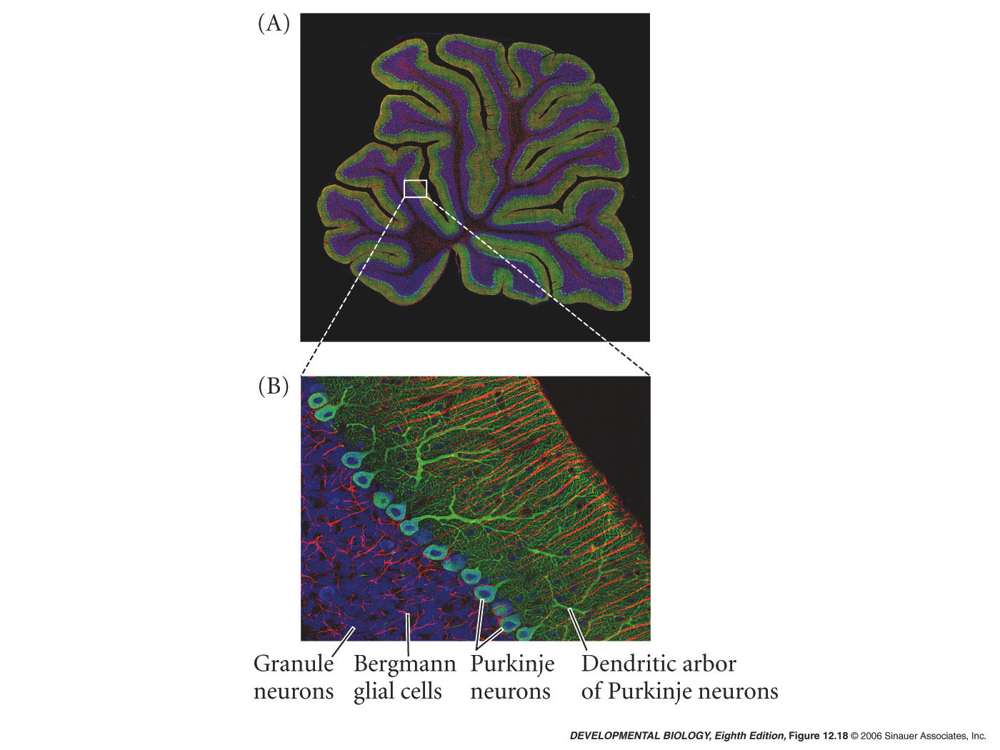 (A)
(B)
Granule
neurons
Bergmann
glial cells
Purkinje
neurons
Dendritic arbor
of Purkinje neurons
DEVELOPMENTAL BIOLOGY, Eighth Edition, Figure 12.18 © 2006 Sinauer Associates, Inc.